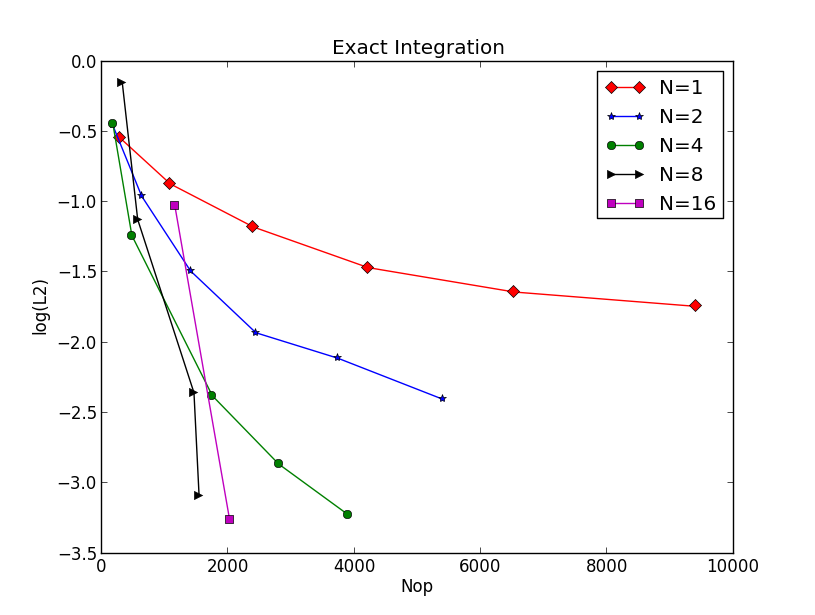 Exact Integration
0.0
−0.5
−1.0
−1.5
−2.0
−2.5
−3.0
−3.5
log(L2)
0
2000
4000
6000
8000
10000
Nop
N=1
N=2
N=4
N=8
N=16